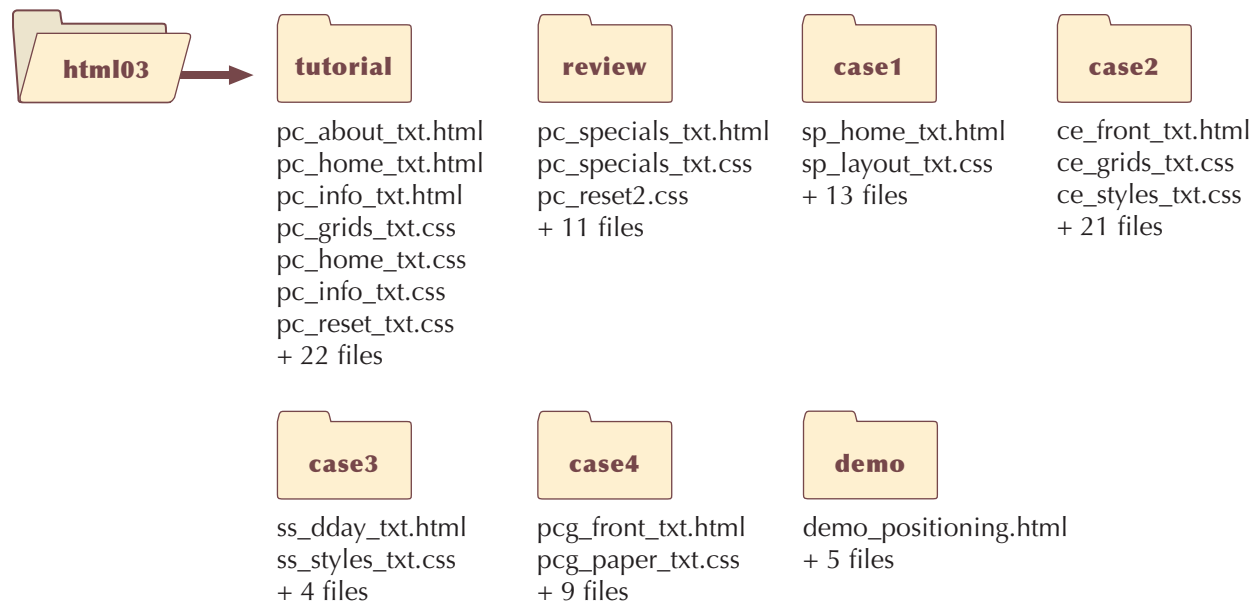 html03
tutorial
pc_about_txt.html
pc_home_txt.html
pc_info_txt.html
pc_grids_txt.css
pc_home_txt.css
pc_info_txt.css
pc_reset_txt.css
+ 22 files
review
pc_specials_txt.html
pc_specials_txt.css
pc_reset2.css
+ 11 files
case1
sp_home_txt.html
sp_layout_txt.css
+ 13 files
case2
ce_front_txt.html
ce_grids_txt.css
ce_styles_txt.css
+ 21 files
case3
ss_dday_txt.html
ss_styles_txt.css
+ 4 files
case4
pcg_front_txt.html
pcg_paper_txt.css
+ 9 files
demo
demo_positioning.html
+ 5 files